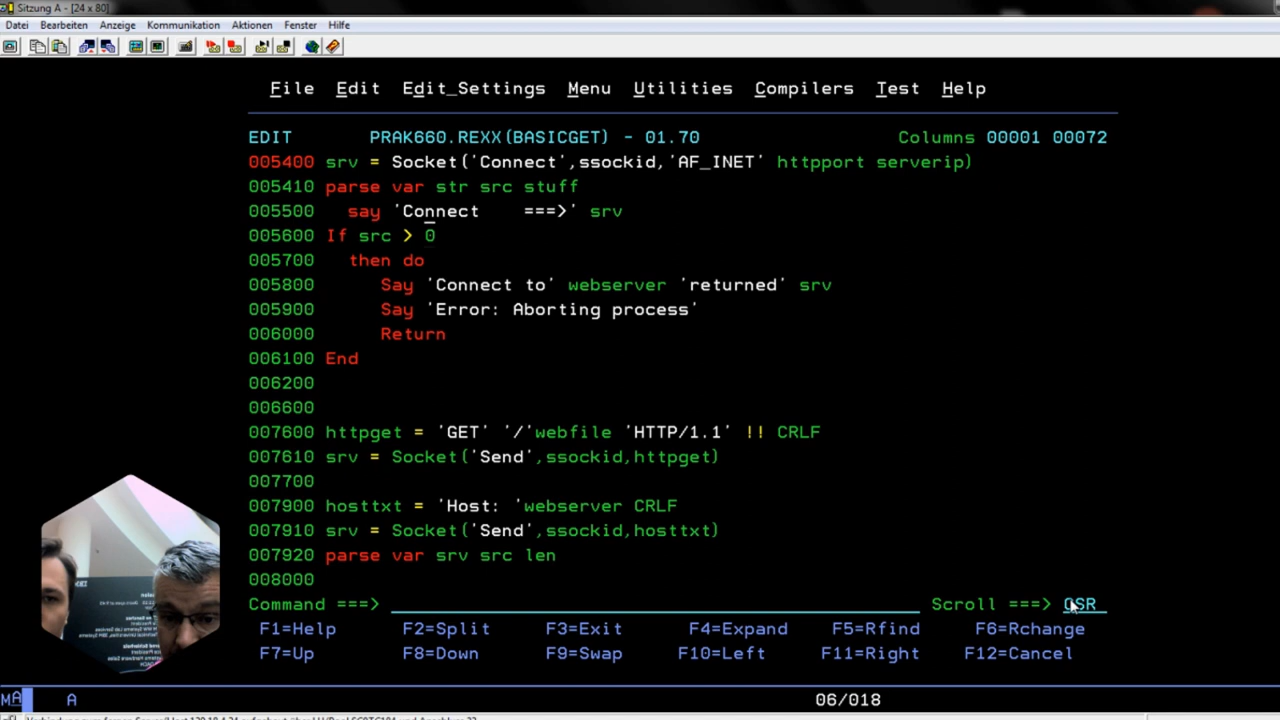 Sitzung A - [24 x 80]
Datei Bearbeiten Anzeige Kommunikation Aktionen Fenster Hilfe
File Edit Edit_Settings Menu Utilities Compilers Test Help
EDIT PRAK660.REXX(BASICGET) - 01.70 Columns 00001 00072
005400 srv = Socket('Connect',ssockid,'AF_INET' httpport serverip)
005410 parse var str src stuff
005500 say 'Connect ===>' srv
005600 If src > 0
005700 then do
005800 Say 'Connect to' webserver 'returned' srv
005900 Say 'Error: Aborting process'
006000 Return
006100 End
006200
006600
007600 httpget = 'GET' '/'webfile 'HTTP/1.1' !! CRLF
007610 srv = Socket('Send',ssockid,httpget)
007700
007900 hosttxt = 'Host: 'webserver CRLF
007910 srv = Socket('Send',ssockid,hosttxt)
007920 parse var srv src len
008000
Command ===> Scroll ===> CSR
F1=Help F2=Split F3=Exit F4=Expand F5=Rfind F6=Rchange
F7=Up F8=Down F9=Swap F10=Left F11=Right F12=Cancel
MA A 06/018